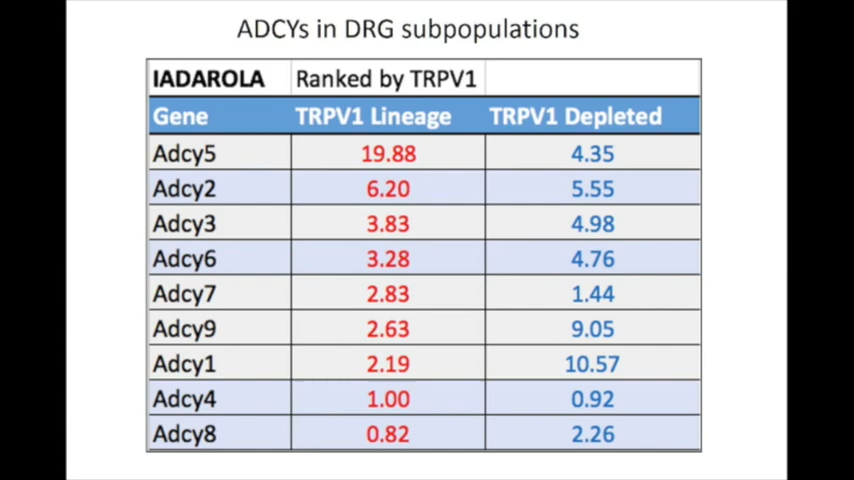 ADCYs in DRG subpopulations
IADAROLA Ranked by TRPV1
Gene TRPV1 Lineage TRPV1 Depleted
Adcy5 19.88 4.35
Adcy2 6.20 5.55
Adcy3 3.83 4.98
Adcy6 3.28 4.76
Adcy7 2.83 1.44
Adcy9 2.63 9.05
Adcy1 2.19 10.57
Adcy4 1.00 0.92
Adcy8 0.82 2.26